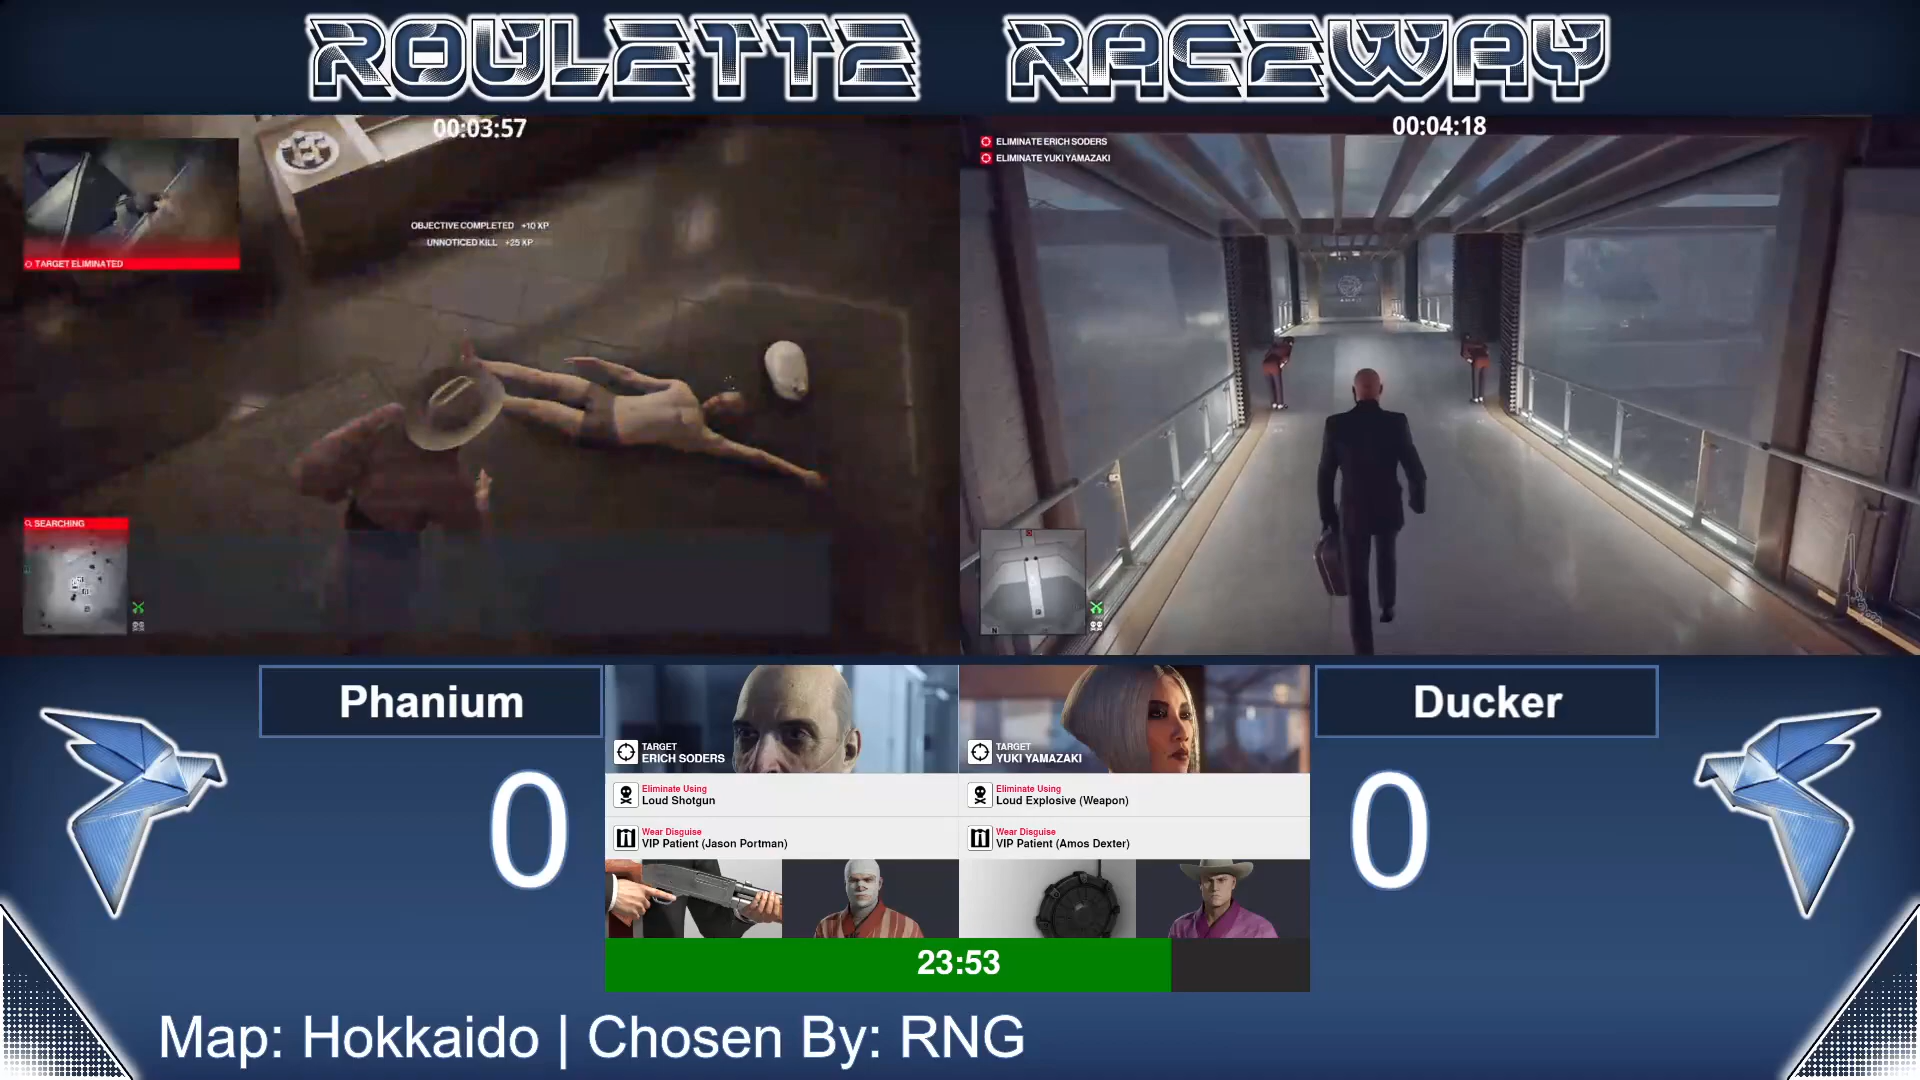 ROULETTE RACEWAY
00:03:57
TARGET ELIMINATED
OBJECTIVE COMPLETED +10 XP
UNNOTICED KILL +25 XP
SEARCHING
00:04:18
ELIMINATE ERICH SODERS
ELIMINATE YUKI YAMAZAKI
N
Phanium
0
TARGET
ERICH SODERS
Eliminate Using
Loud Shotgun
Wear Disguise
VIP Patient (Jason Portman)
TARGET
YUKI YAMAZAKI
Eliminate Using
Loud Explosive (Weapon)
Wear Disguise
VIP Patient (Amos Dexter)
Ducker
0
23:53
Map: Hokkaido | Chosen By: RNG